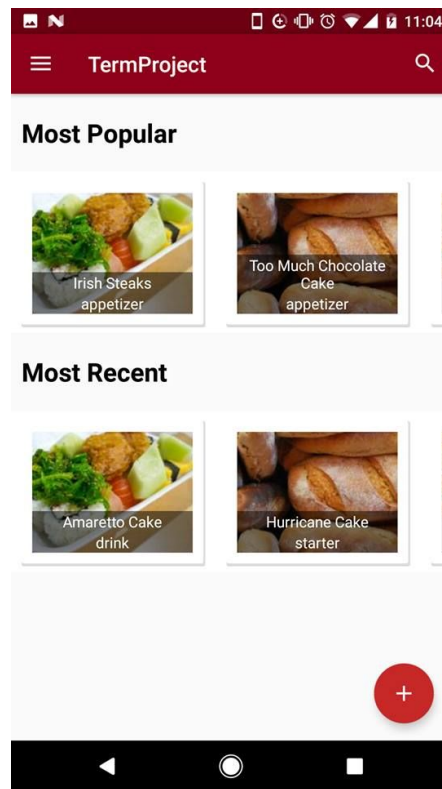 11:04
TermProject
Most Popular
Irish Steaks
appetizer
Too Much Chocolate
Cake
appetizer
Most Recent
Amaretto Cake
drink
Hurricane Cake
starter